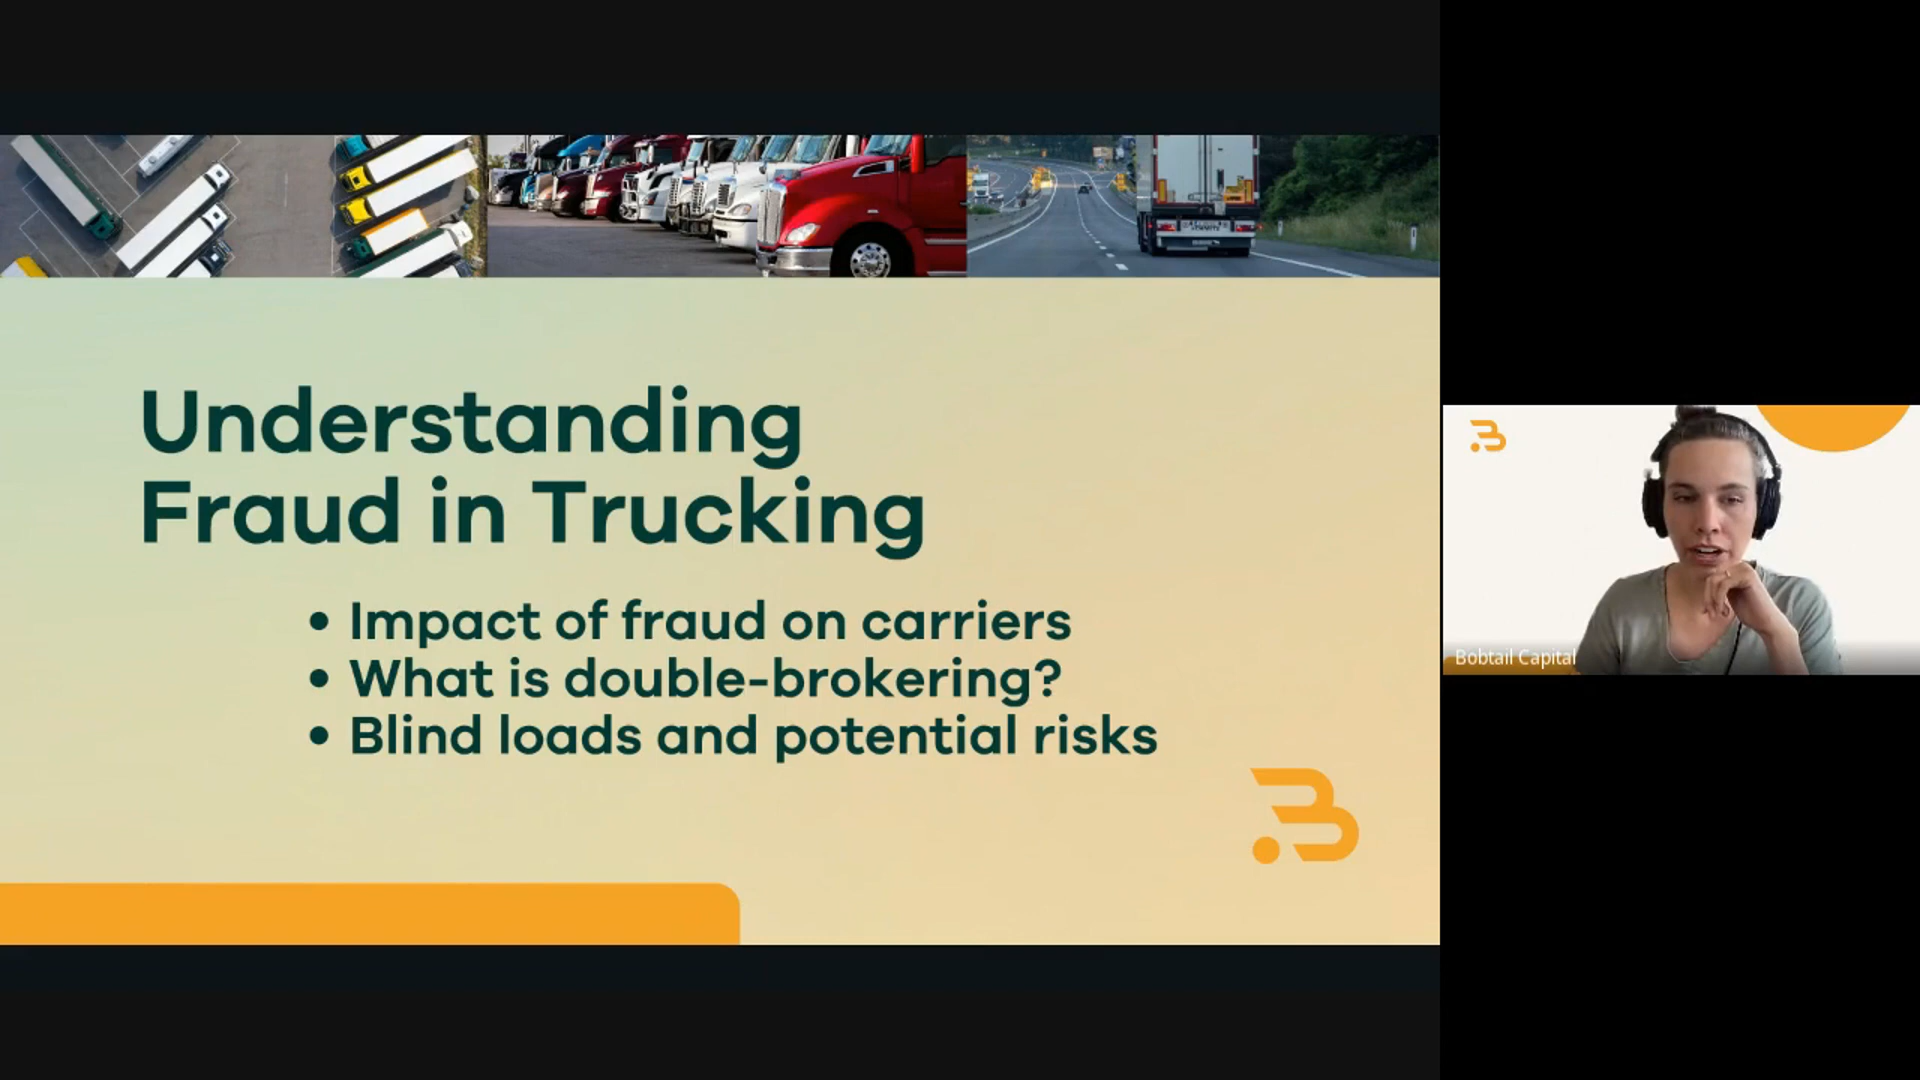 Understanding
Fraud in Trucking
• Impact of fraud on carriers
• What is double-brokering?
• Blind loads and potential risks
Bobtail Capital